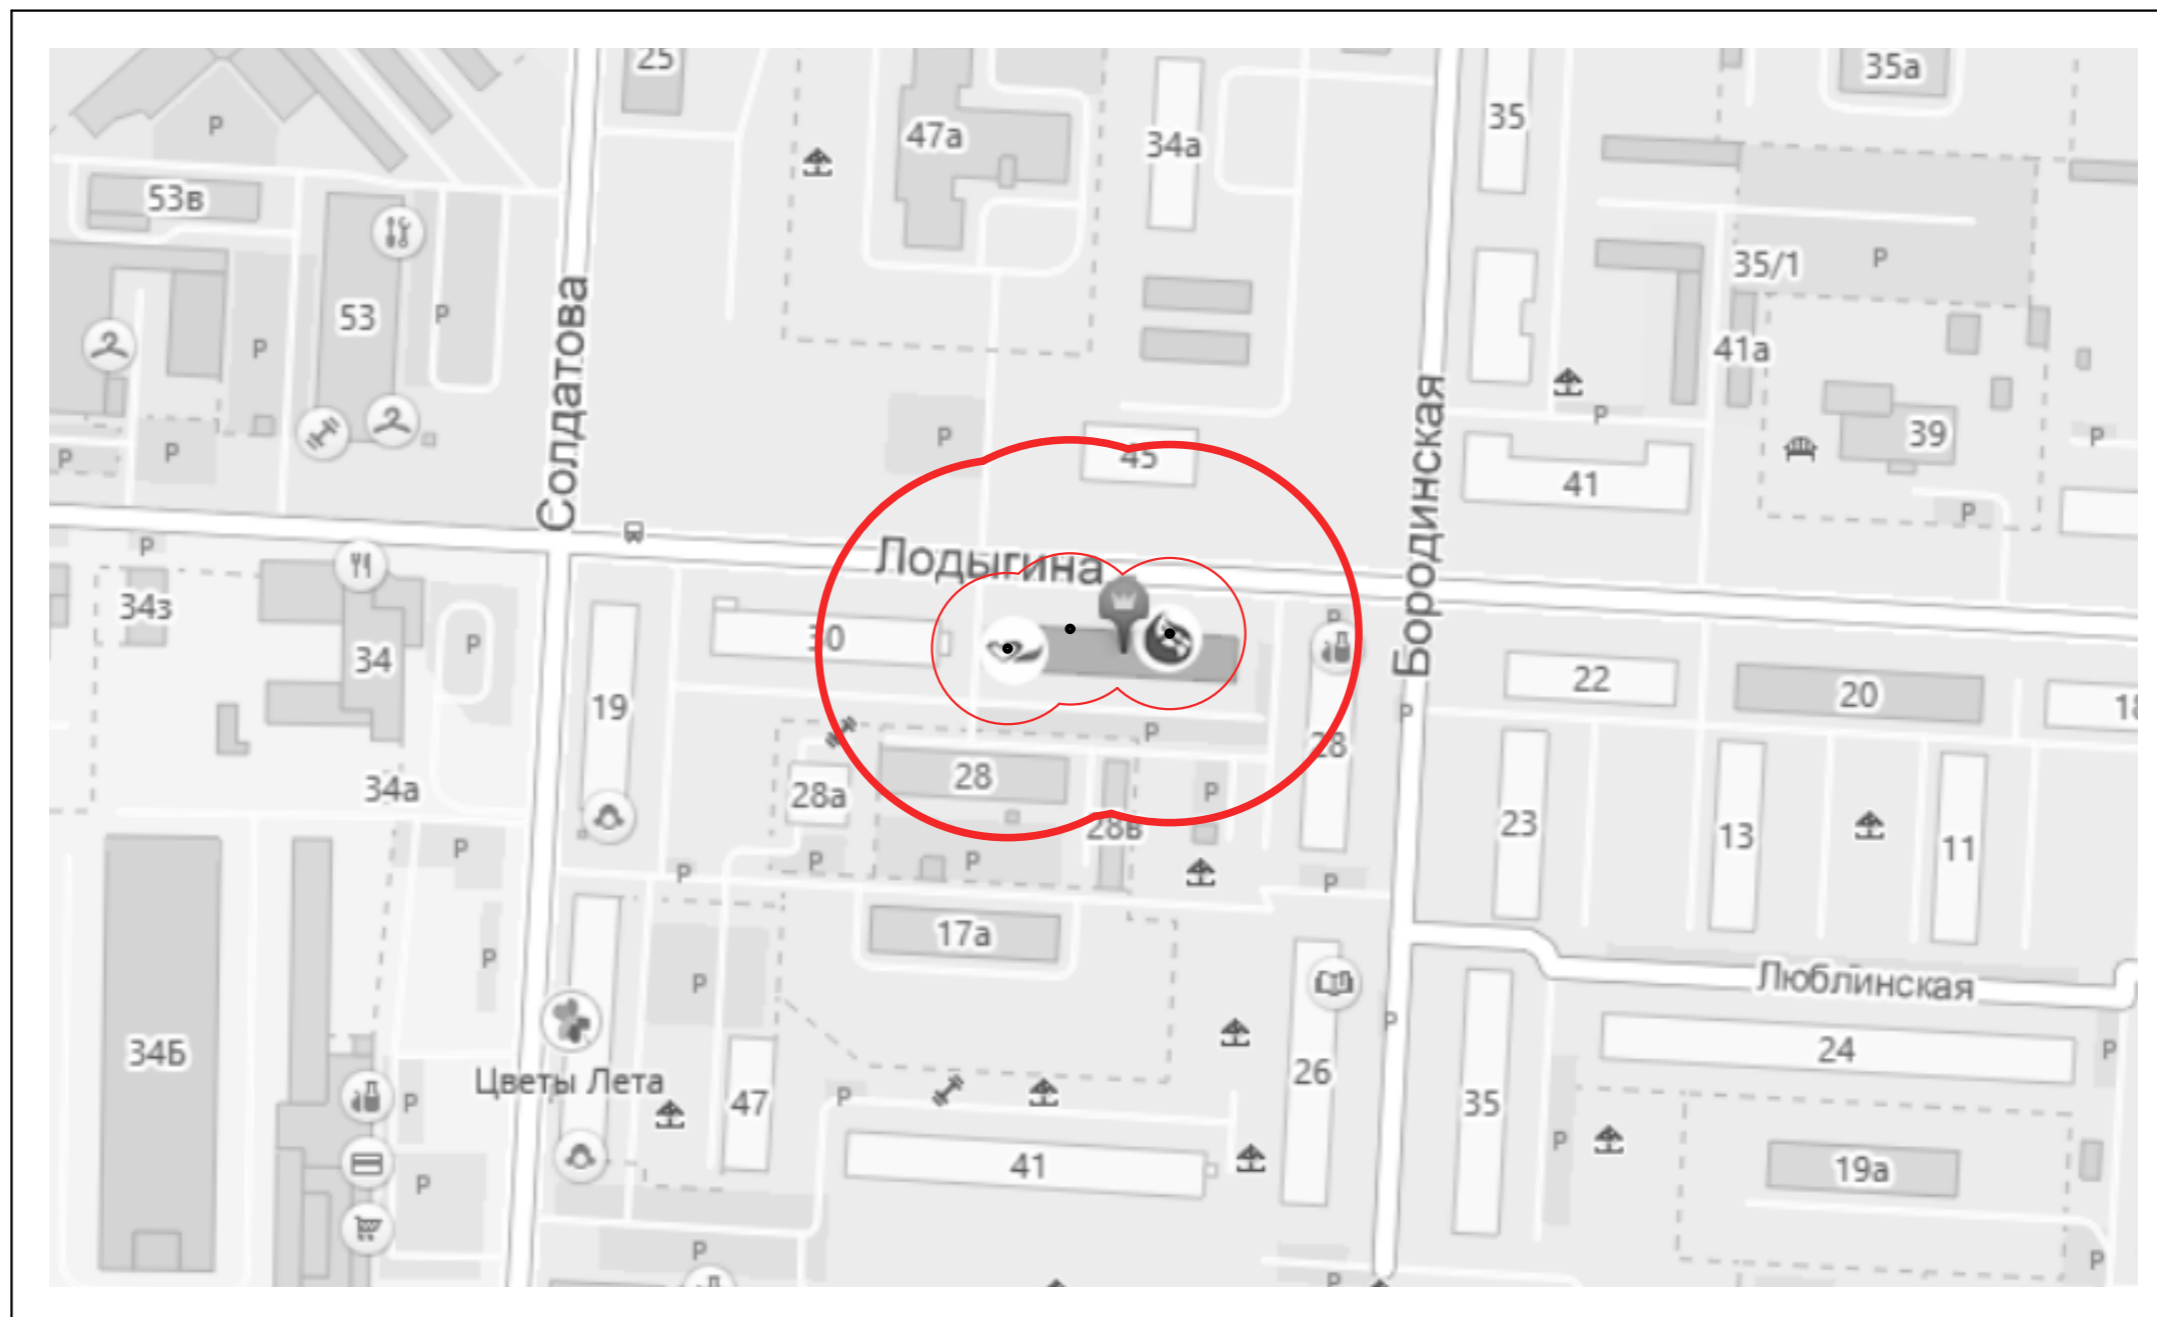 25
35а
Р
47а
34а
35
53в
53
Р
Р
35/1
Р
41а
Солдатова
Бородинская
Р
Р
Р
Р
45
41
39
Р
Р
Р
Лодыгина
34з
34
Р
30
Р
22
20
18
19
Р
Р
28
34а
28а
28
Р
28в
23
13
11
Р
Р
Р
Р
Р
17а
Р
Р
Люблинская
34Б
Цветы Лета
Р
47
Р
26
Р
35
24
Р
Р
41
Р
19а
Р
Р
Р